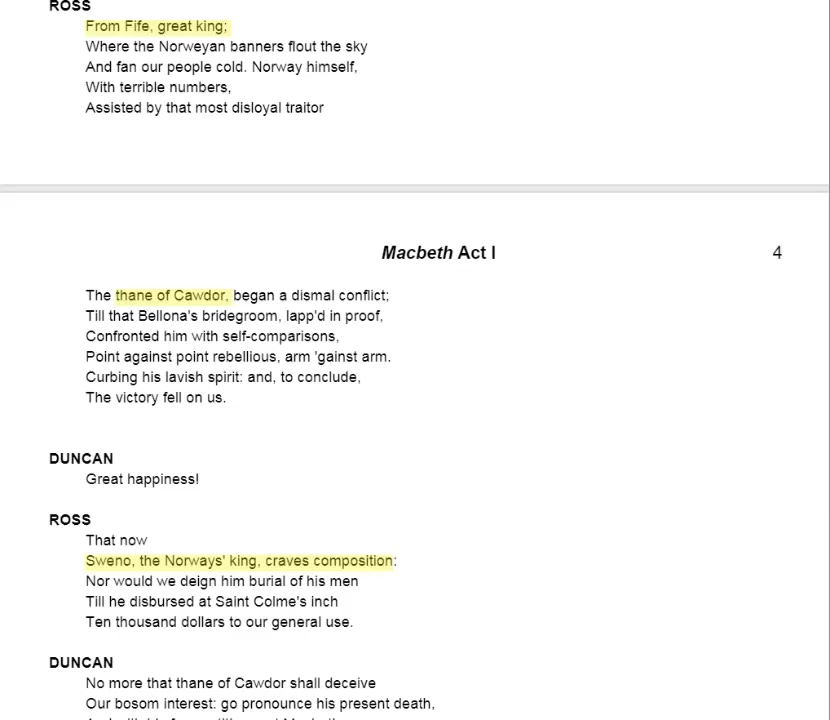 ROSS
From Fife, great king;
Where the Norweyan banners flout the sky
And fan our people cold. Norway himself,
With terrible numbers,
Assisted by that most disloyal traitor
Macbeth Act I
4
The thane of Cawdor, began a dismal conflict;
Till that Bellona's bridegroom, lapp'd in proof,
Confronted him with self-comparisons,
Point against point rebellious, arm 'gainst arm.
Curbing his lavish spirit: and, to conclude,
The victory fell on us.
DUNCAN
Great happiness!
ROSS
That now
Sweno, the Norways' king, craves composition:
Nor would we deign him burial of his men
Till he disbursed at Saint Colme's inch
Ten thousand dollars to our general use.
DUNCAN
No more that thane of Cawdor shall deceive
Our bosom interest: go pronounce his present death,